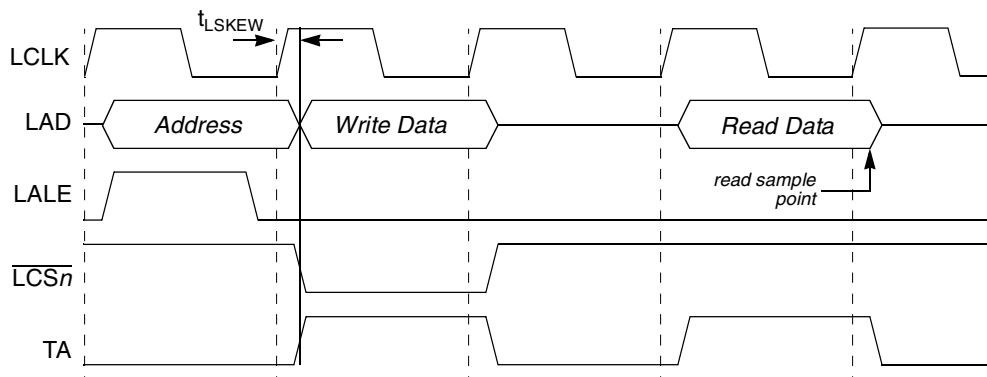 tLSKEW
LCLK
LAD
Address
Write Data
Read Data
LALE
read sample
point
LCSn
TA